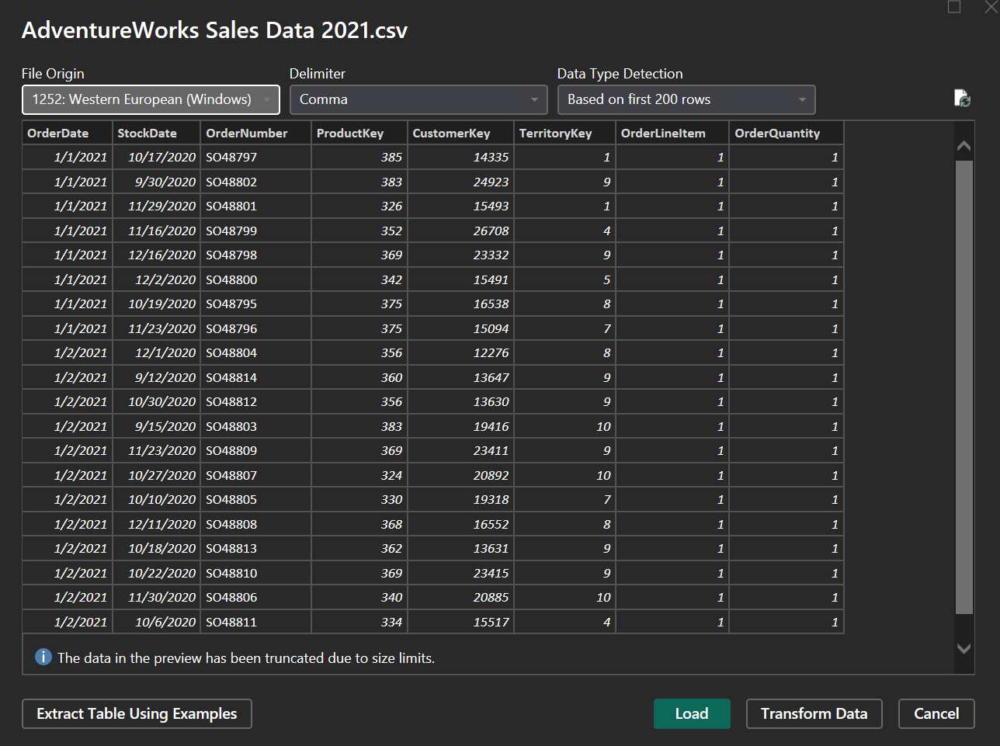 AdventureWorks Sales Data 2021.csv
File Origin Delimiter Data Type Detection
1252: Western European (Windows) Comma Based on first 200 rows
OrderDate StockDate OrderNumber ProductKey CustomerKey TerritoryKey OrderLineItem OrderQuantity
1/1/2021 10/17/2020 SO48797 385 14335 1 1 1
1/1/2021 9/30/2020 SO48802 383 24923 9 1 1
1/1/2021 11/29/2020 SO48801 326 15493 1 1 1
1/1/2021 11/16/2020 SO48799 352 26708 4 1 1
1/1/2021 12/16/2020 SO48798 369 23332 9 1 1
1/1/2021 12/2/2020 SO48800 342 15491 5 1 1
1/1/2021 10/19/2020 SO48795 375 16538 8 1 1
1/1/2021 11/23/2020 SO48796 375 15094 7 1 1
1/2/2021 12/1/2020 SO48804 356 12276 8 1 1
1/2/2021 9/12/2020 SO48814 360 13647 9 1 1
1/2/2021 10/30/2020 SO48812 356 13630 9 1 1
1/2/2021 9/15/2020 SO48803 383 19416 10 1 1
1/2/2021 11/23/2020 SO48809 369 23411 9 1 1
1/2/2021 10/27/2020 SO48807 324 20892 10 1 1
1/2/2021 10/10/2020 SO48805 330 19318 7 1 1
1/2/2021 12/11/2020 SO48808 368 16552 8 1 1
1/2/2021 10/18/2020 SO48813 362 13631 9 1 1
1/2/2021 10/22/2020 SO48810 369 23415 9 1 1
1/2/2021 11/30/2020 SO48806 340 20885 10 1 1
1/2/2021 10/6/2020 SO48811 334 15517 4 1 1
The data in the preview has been truncated due to size limits.
Extract Table Using Examples Load Transform Data Cancel